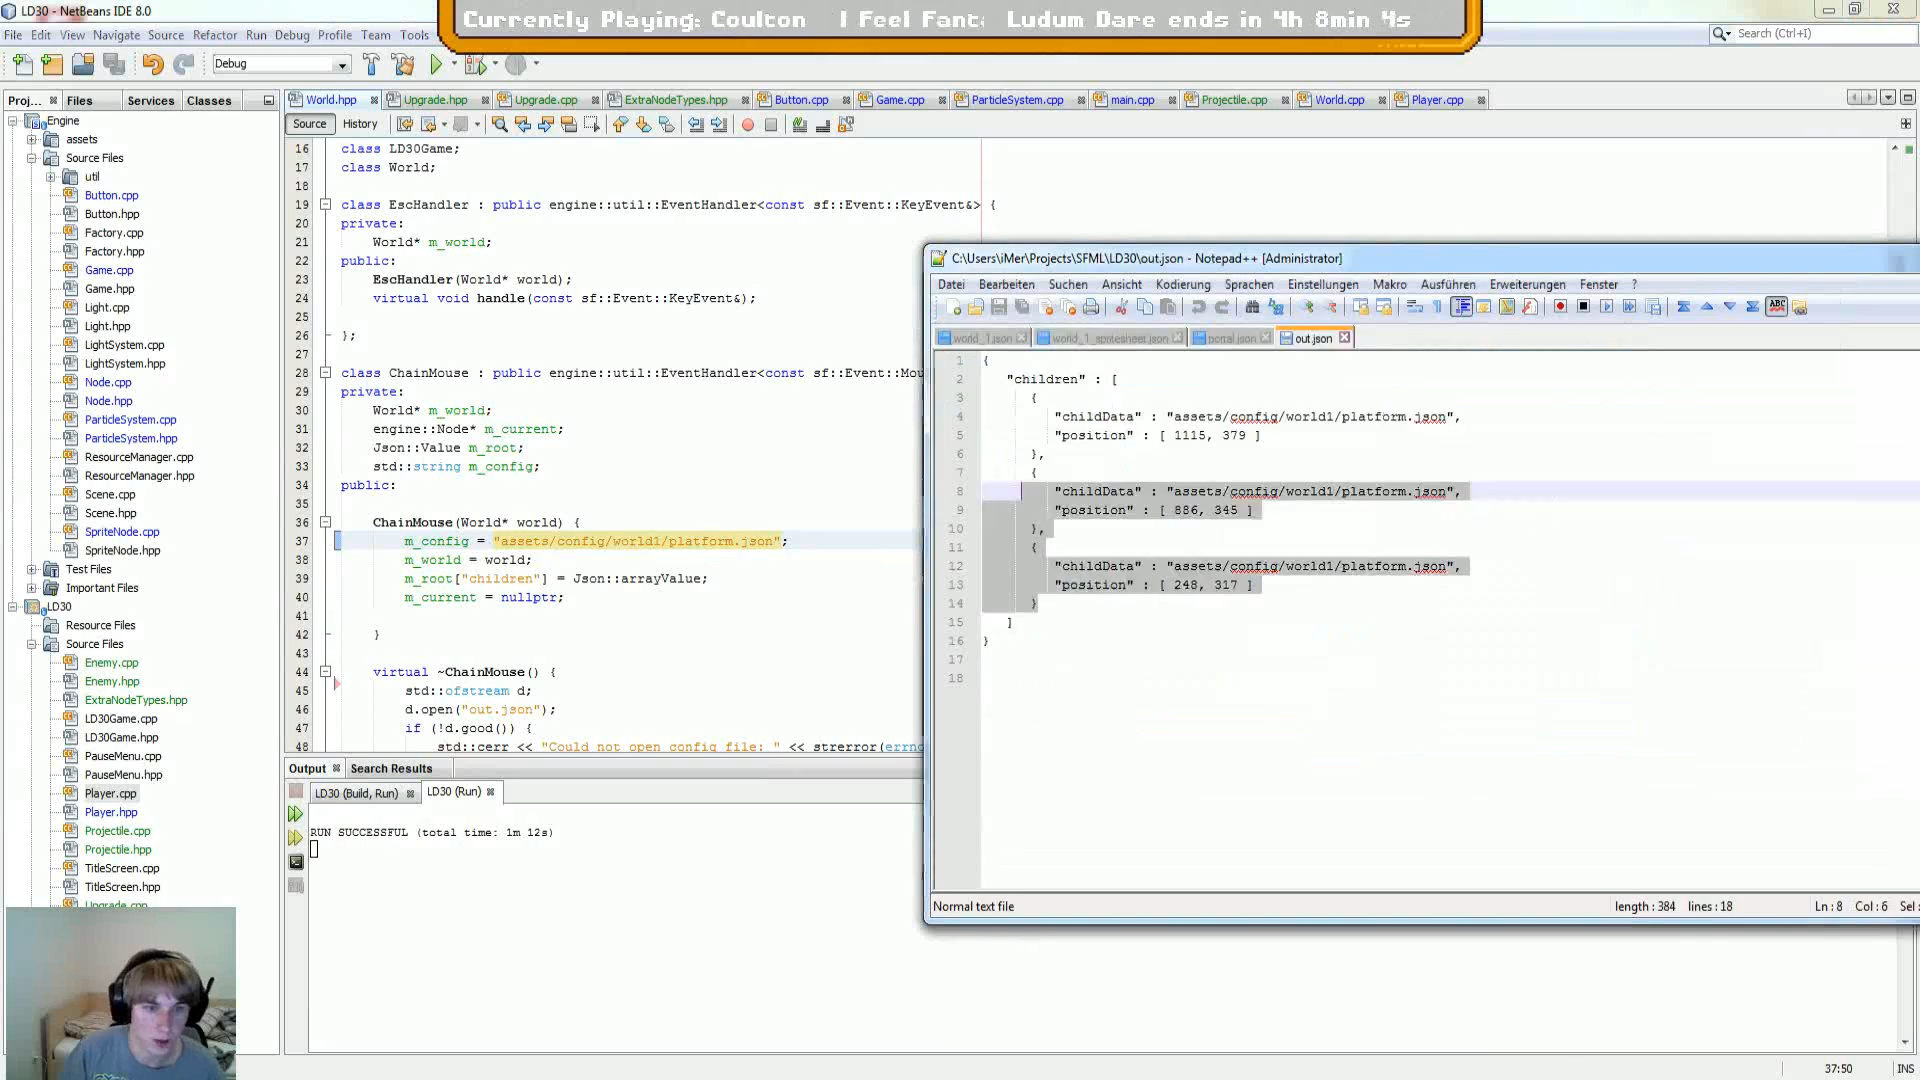 LD30 - NetBeans IDE 8.0
Currently Playing: Coulton I Feel Fant Ludum Dare ends in 4h 8min 4s
File Edit View Navigate Source Refactor Run Debug Profile Team Tools
Search (Ctrl+I)
Debug
Proj... Files Services Classes
World.hpp Upgrade.hpp Upgrade.cpp ExtraNodeTypes.hpp Button.cpp Game.cpp ParticleSystem.cpp main.cpp Projectile.cpp World.cpp Player.cpp
Source History
Engine
assets
Source Files
util
Button.cpp
Button.hpp
Factory.cpp
Factory.hpp
Game.cpp
Game.hpp
Light.cpp
Light.hpp
LightSystem.cpp
LightSystem.hpp
Node.cpp
Node.hpp
ParticleSystem.cpp
ParticleSystem.hpp
ResourceManager.cpp
ResourceManager.hpp
Scene.cpp
Scene.hpp
SpriteNode.cpp
SpriteNode.hpp
Test Files
Important Files
LD30
Resource Files
Source Files
Enemy.cpp
Enemy.hpp
ExtraNodeTypes.hpp
LD30Game.cpp
LD30Game.hpp
PauseMenu.cpp
PauseMenu.hpp
Player.cpp
Player.hpp
Projectile.cpp
Projectile.hpp
TitleScreen.cpp
TitleScreen.hpp
Upgrade.cpp
16 class LD30Game;
17 class World;
18
19 class EscHandler : public engine::util::EventHandler<const sf::Event::KeyEvent&> {
20 private:
21 World* m_world;
22 public:
23 EscHandler(World* world);
24 virtual void handle(const sf::Event::KeyEvent&);
25
26 };
27
28 class ChainMouse : public engine::util::EventHandler<const sf::Event::Mou
29 private:
30 World* m_world;
31 engine::Node* m_current;
32 Json::Value m_root;
33 std::string m_config;
34 public:
35
36 ChainMouse(World* world) {
37 m_config = "assets/config/world1/platform.json";
38 m_world = world;
39 m_root["children"] = Json::arrayValue;
40 m_current = nullptr;
41
42 }
43
44 virtual ~ChainMouse() {
45 std::ofstream d;
46 d.open("out.json");
47 if (!d.good()) {
48 std::cerr << "Could not open config file: " << strerror(errno
Output Search Results
LD30 (Build, Run) LD30 (Run)
RUN SUCCESSFUL (total time: 1m 12s)
C:\Users\iMer\Projects\SFML\LD30\out.json - Notepad++ [Administrator]
Datei Bearbeiten Suchen Ansicht Kodierung Sprachen Einstellungen Makro Ausführen Erweiterungen Fenster ?
ABC
world_1.json world_1_spritesheet.json portal.json out.json
1 {
2 "children" : [
3 {
4 "childData" : "assets/config/world1/platform.json",
5 "position" : [ 1115, 379 ]
6 },
7 {
8 "childData" : "assets/config/world1/platform.json",
9 "position" : [ 886, 345 ]
10 },
11 {
12 "childData" : "assets/config/world1/platform.json",
13 "position" : [ 248, 317 ]
14 }
15 ]
16 }
17
18
Normal text file length : 384 lines : 18 Ln : 8 Col : 6 Sel :
37:50 INS